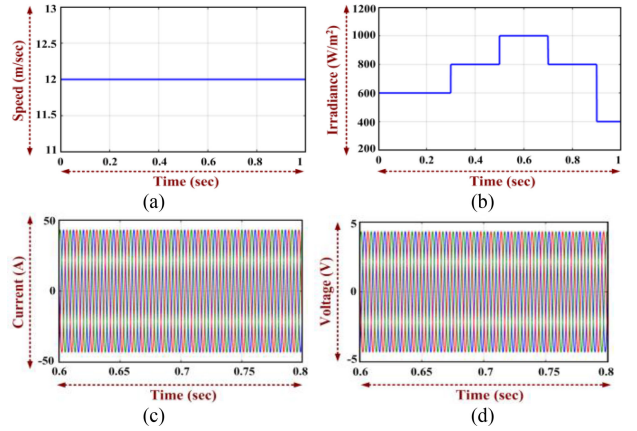 13
12.5
12
11.5
11
0 0.2 0.4 0.6 0.8 1
Speed (m/sec)
Time (sec)
(a)
1200
1000
800
600
400
200
0 0.2 0.4 0.6 0.8 1
Irradiance (W/m²)
Time (sec)
(b)
50
0
-50
0.6 0.65 0.7 0.75 0.8
Current (A)
Time (sec)
(c)
5
0
-5
0.6 0.65 0.7 0.75 0.8
Voltage (V)
Time (sec)
(d)